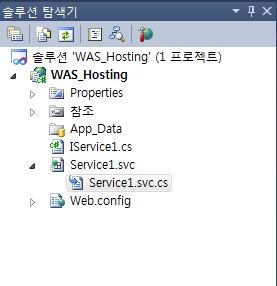 솔루션 탐색기
솔루션 'WAS_Hosting' (1 프로젝트)
WAS_Hosting
Properties
참조
App_Data
IService1.cs
Service1.svc
Service1.svc.cs
Web.config